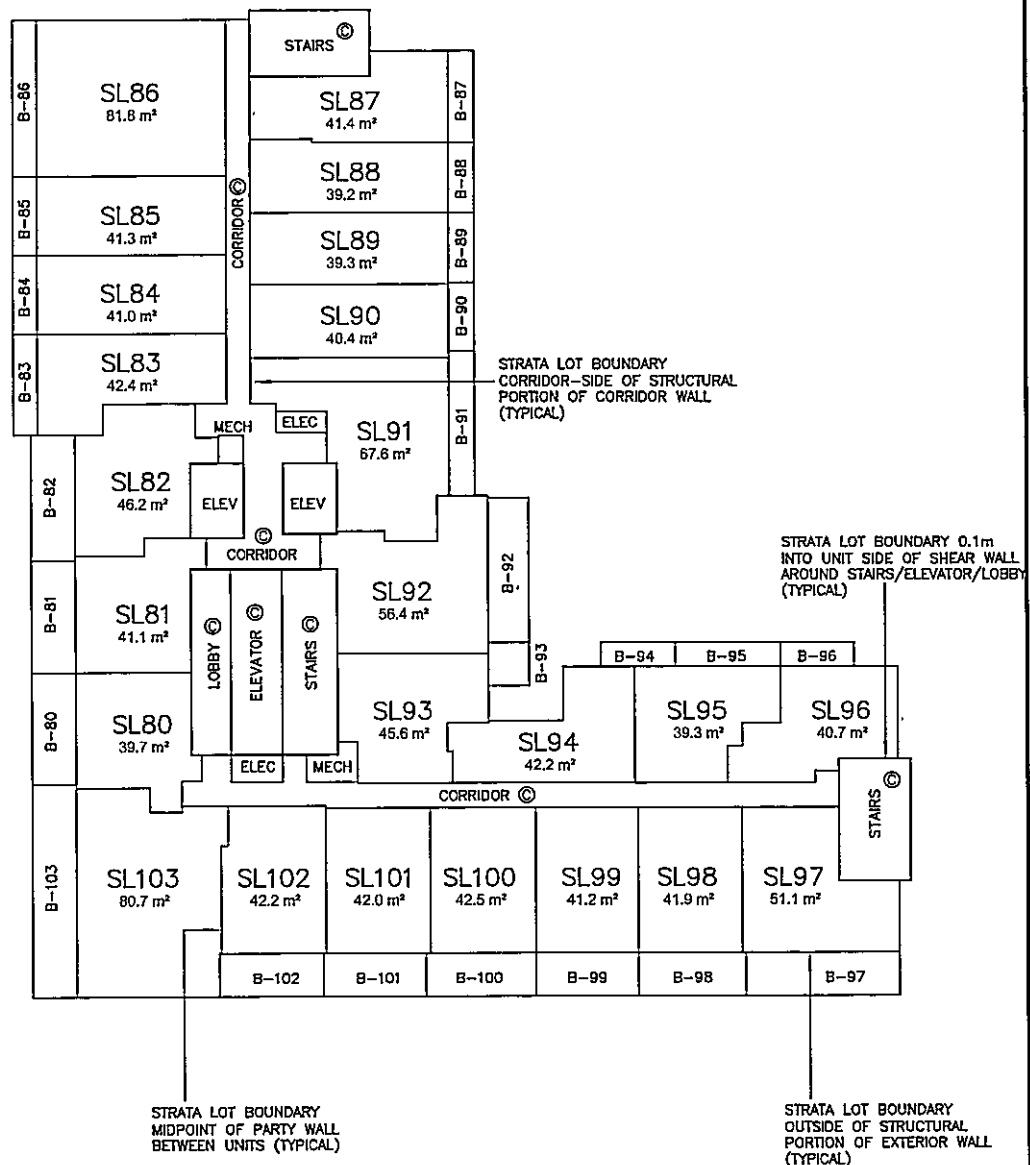 STAIRS ©
B-86
SL86
81.8 m²
SL87
41.4 m²
B-87
CORRIDOR ©
SL88
39.2 m²
B-88
B-85
SL85
41.3 m²
SL89
39.3 m²
B-89
B-84
SL84
41.0 m²
SL90
40.4 m²
B-90
B-83
SL83
42.4 m²
STRATA LOT BOUNDARY
CORRIDOR-SIDE OF STRUCTURAL
PORTION OF CORRIDOR WALL
(TYPICAL)
MECH
ELEC
SL91
67.6 m²
B-91
B-82
SL82
46.2 m²
ELEV
ELEV
©
CORRIDOR
STRATA LOT BOUNDARY 0.1m
INTO UNIT SIDE OF SHEAR WALL
AROUND STAIRS/ELEVATOR/LOBBY
(TYPICAL)
B-81
SL81
41.1 m²
LOBBY ©
ELEVATOR ©
STAIRS ©
SL92
56.4 m²
B-92
B-93
B-94
B-95
B-96
B-80
SL80
39.7 m²
SL93
45.6 m²
SL94
42.2 m²
SL95
39.3 m²
SL96
40.7 m²
ELEC
MECH
CORRIDOR ©
STAIRS ©
B-103
SL103
80.7 m²
SL102
42.2 m²
SL101
42.0 m²
SL100
42.5 m²
SL99
41.2 m²
SL98
41.9 m²
SL97
51.1 m²
B-102
B-101
B-100
B-99
B-98
B-97
STRATA LOT BOUNDARY
MIDPOINT OF PARTY WALL
BETWEEN UNITS (TYPICAL)
STRATA LOT BOUNDARY
OUTSIDE OF STRUCTURAL
PORTION OF EXTERIOR WALL
(TYPICAL)